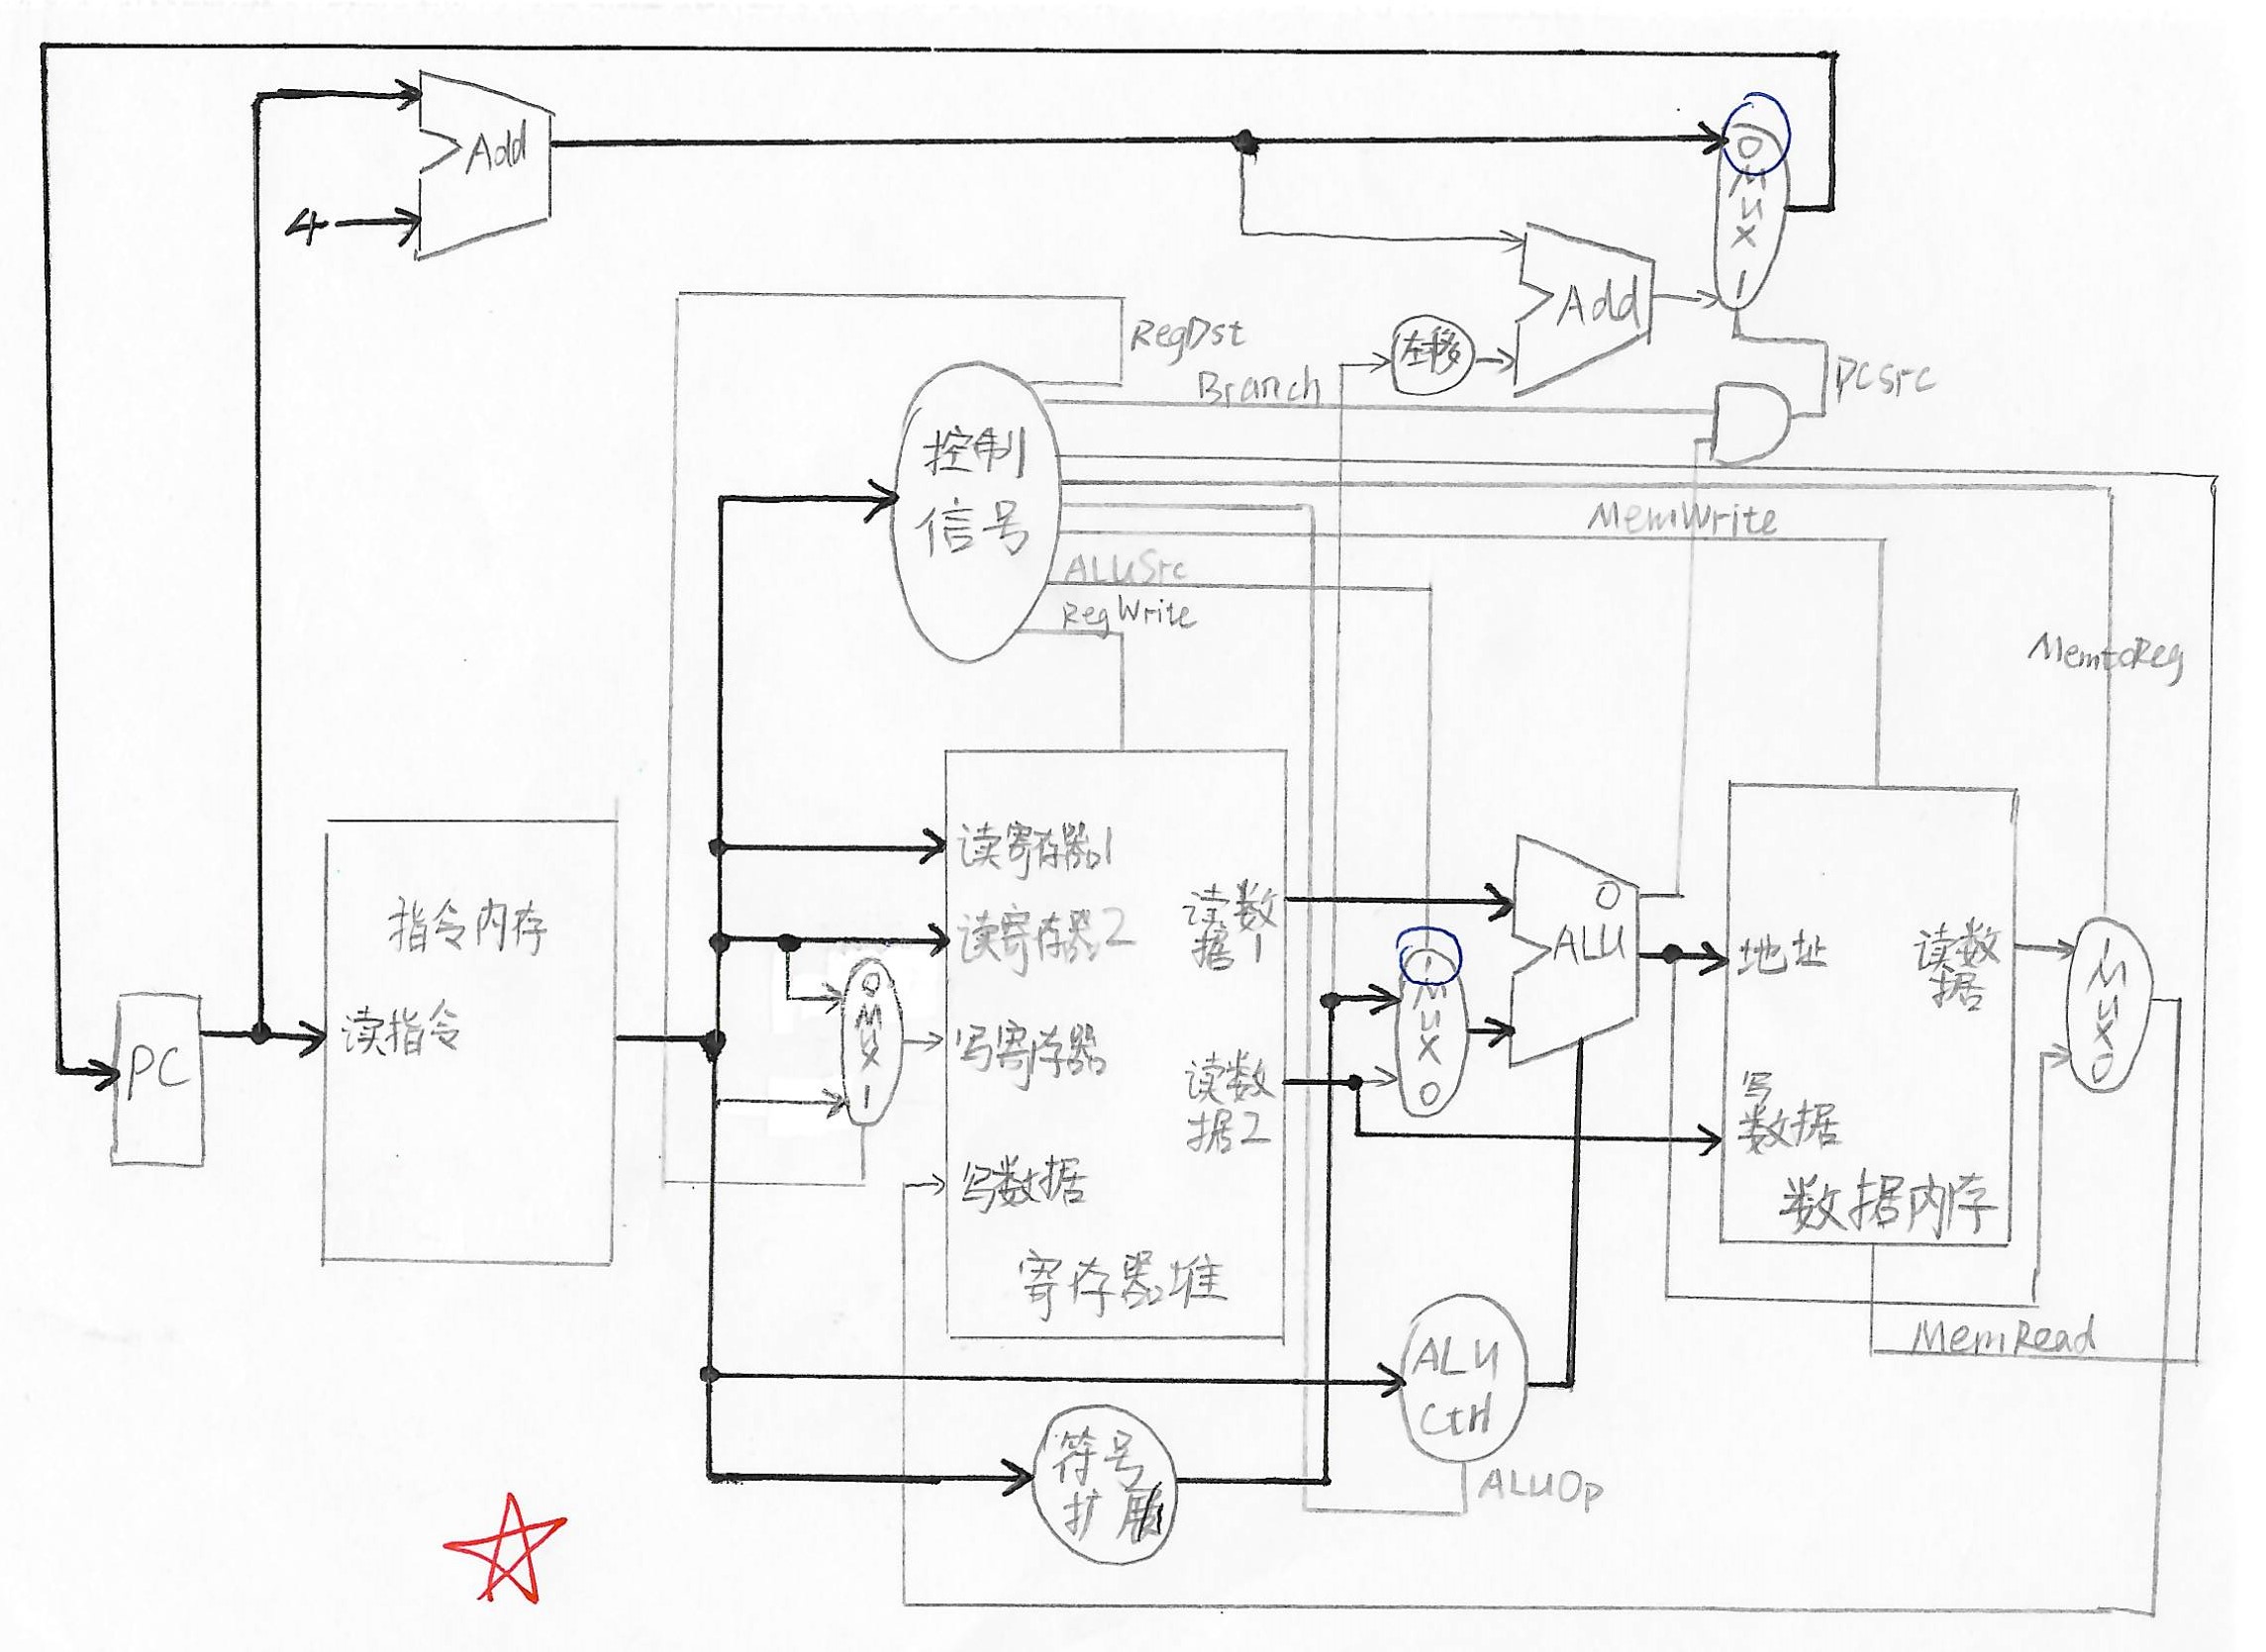 Add
4
0
MUX
1
Add
左移
RegDst
Branch
PCSrc
控制
信号
MemWrite
ALUSrc
RegWrite
MemtoReg
指令内存
读指令
PC
读寄存器1
读寄存器2
写寄存器
写数据
寄存器堆
读数
据1
读数
据2
0
MUX
1
1
MUX
0
0
ALU
地址
读数
据
写
数据
数据内存
1
MUX
0
MemRead
ALU
Ctrl
ALUOp
符号
扩展